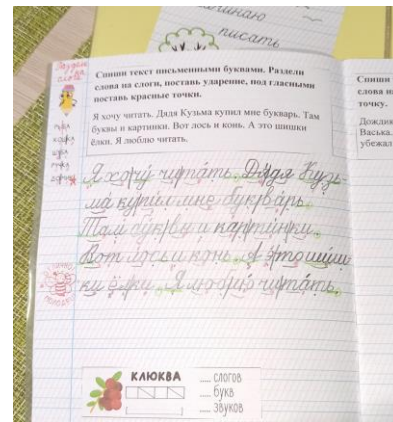 писать
Спиши текст письменными буквами. Раздели
слова на слоги, поставь ударение, под гласными
поставь красные точки.
Я хочу читать. Дядя Кузьма купил мне букварь. Там
буквы и картинки. Вот лось и конь. А это шишки
ёлки. Я люблю читать.
Я хочу читать. Дядя Кузь-
ма купил мне букварь.
Там буквы и картинки.
Вот лось и конь. А это шиш-
ки ёлки. Я люблю читать.
Спиши
слова
точку.
Дождик
Васька
убежал
КЛЮКВА
слогов
букв
звуков